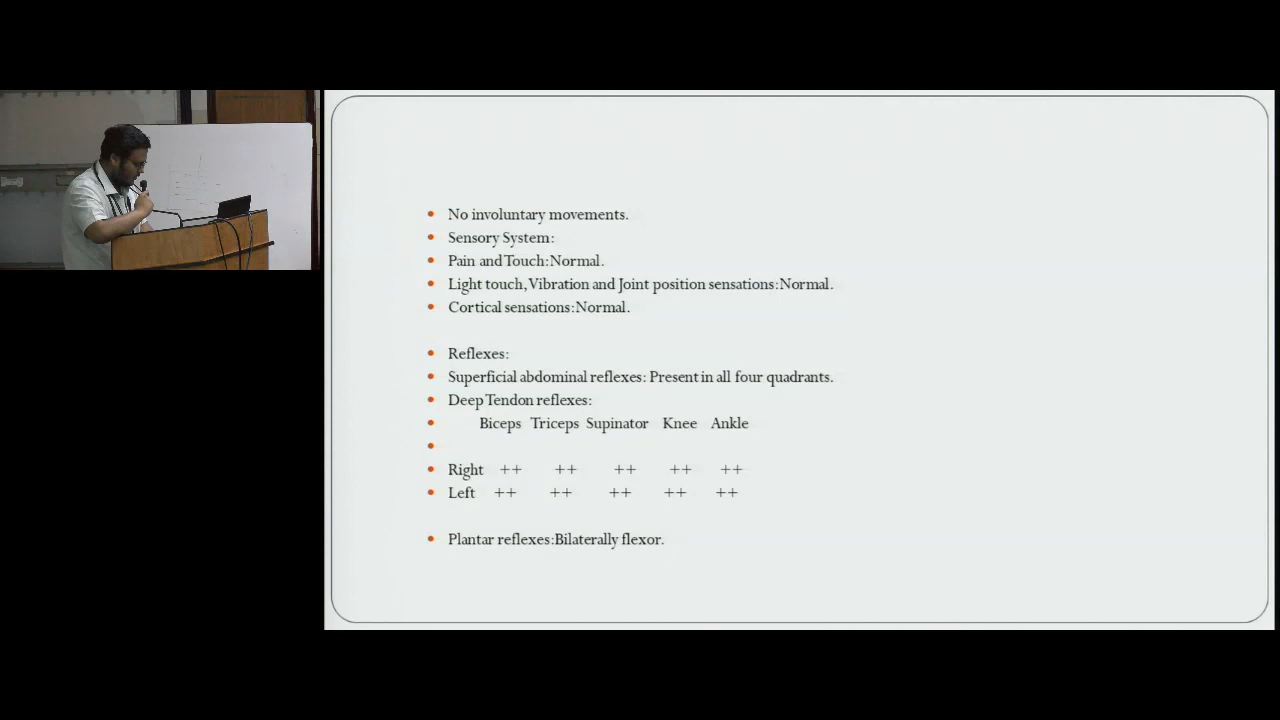 No involuntary movements.
Sensory System:
Pain and Touch:Normal.
Light touch,Vibration and Joint position sensations:Normal.
Cortical sensations:Normal.
Reflexes:
Superficial abdominal reflexes: Present in all four quadrants.
Deep Tendon reflexes:
Biceps Triceps Supinator Knee Ankle
Right ++ ++ ++ ++ ++
Left ++ ++ ++ ++ ++
Plantar reflexes:Bilaterally flexor.